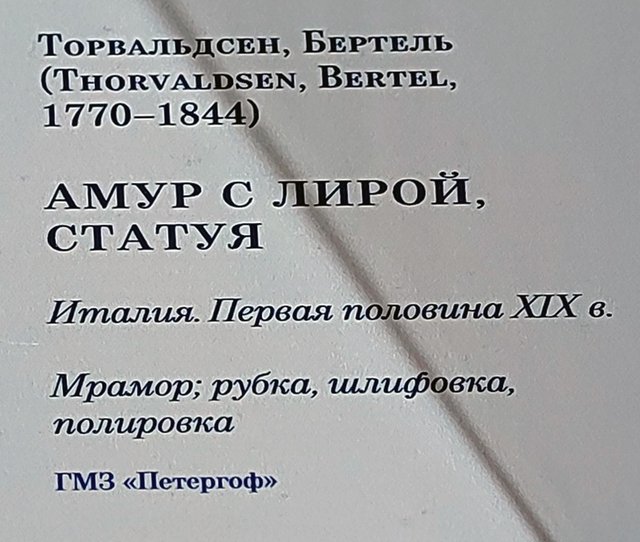 Торвальдсен, Бертель
(Thorvaldsen, Bertel,
1770–1844)
АМУР С ЛИРОЙ,
СТАТУЯ
Италия. Первая половина XIX в.
Мрамор; рубка, шлифовка,
полировка
ГМЗ «Петергоф»